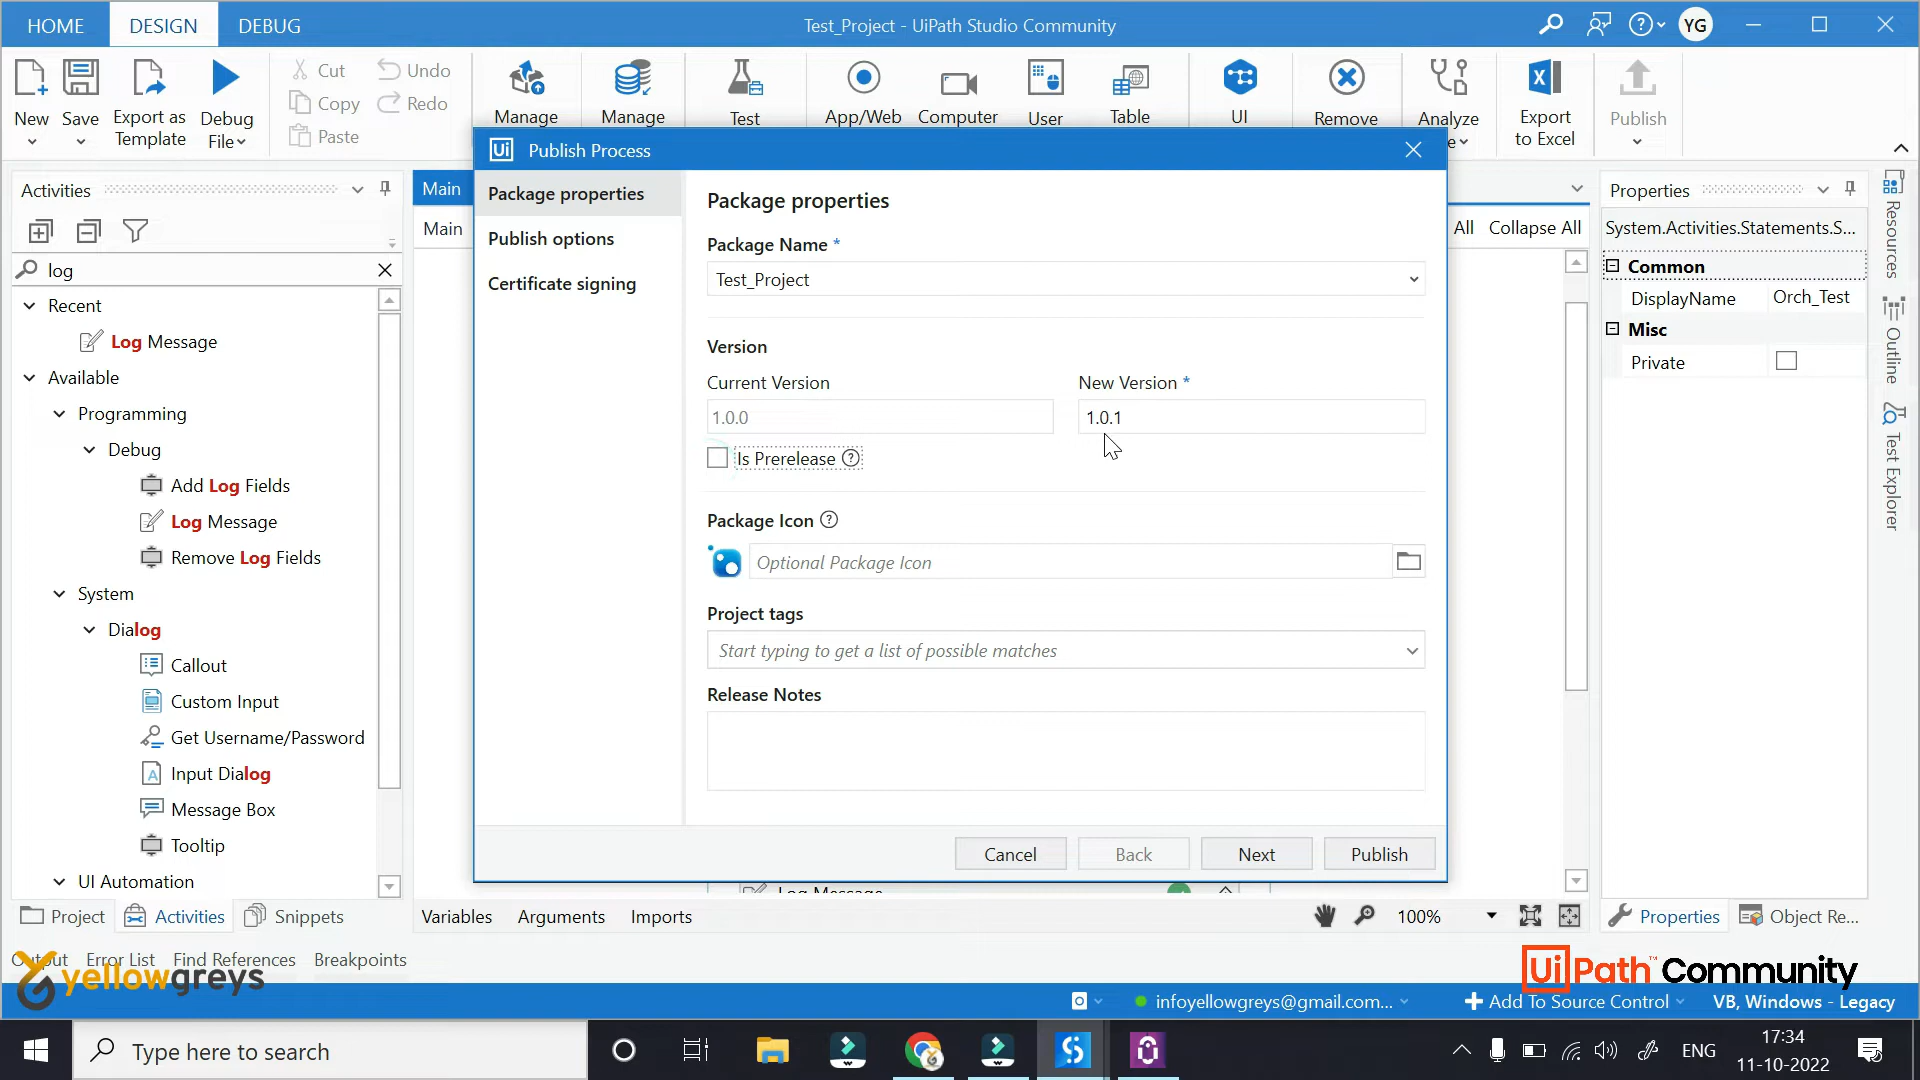 HOME DESIGN DEBUG Test_Project - UiPath Studio Community YG
New Save Export as Template Debug File Cut Copy Paste Undo Redo Manage Manage Test App/Web Computer User Table UI Remove Analyze Export to Excel Publish
Publish Process
Activities
log
Recent
Log Message
Available
Programming
Debug
Add Log Fields
Log Message
Remove Log Fields
System
Dialog
Callout
Custom Input
Get Username/Password
Input Dialog
Message Box
Tooltip
UI Automation
Project Activities Snippets
Main
Main
Package properties
Publish options
Certificate signing
Package properties
Package Name *
Test_Project
Version
Current Version New Version *
1.0.0 1.0.1
Is Prerelease
Package Icon
Optional Package Icon
Project tags
Start typing to get a list of possible matches
Release Notes
Cancel Back Next Publish
Log Message
Variables Arguments Imports 100%
All Collapse All
Properties
System.Activities.Statements.S...
Common
DisplayName Orch_Test
Misc
Private
Properties Object Re...
Resources
Outline
Test Explorer
Output Error List Find References Breakpoints
yellowgreys
UiPath™ Community
infoyellowgreys@gmail.com... Add To Source Control VB, Windows - Legacy
Type here to search
ENG 17:34
11-10-2022